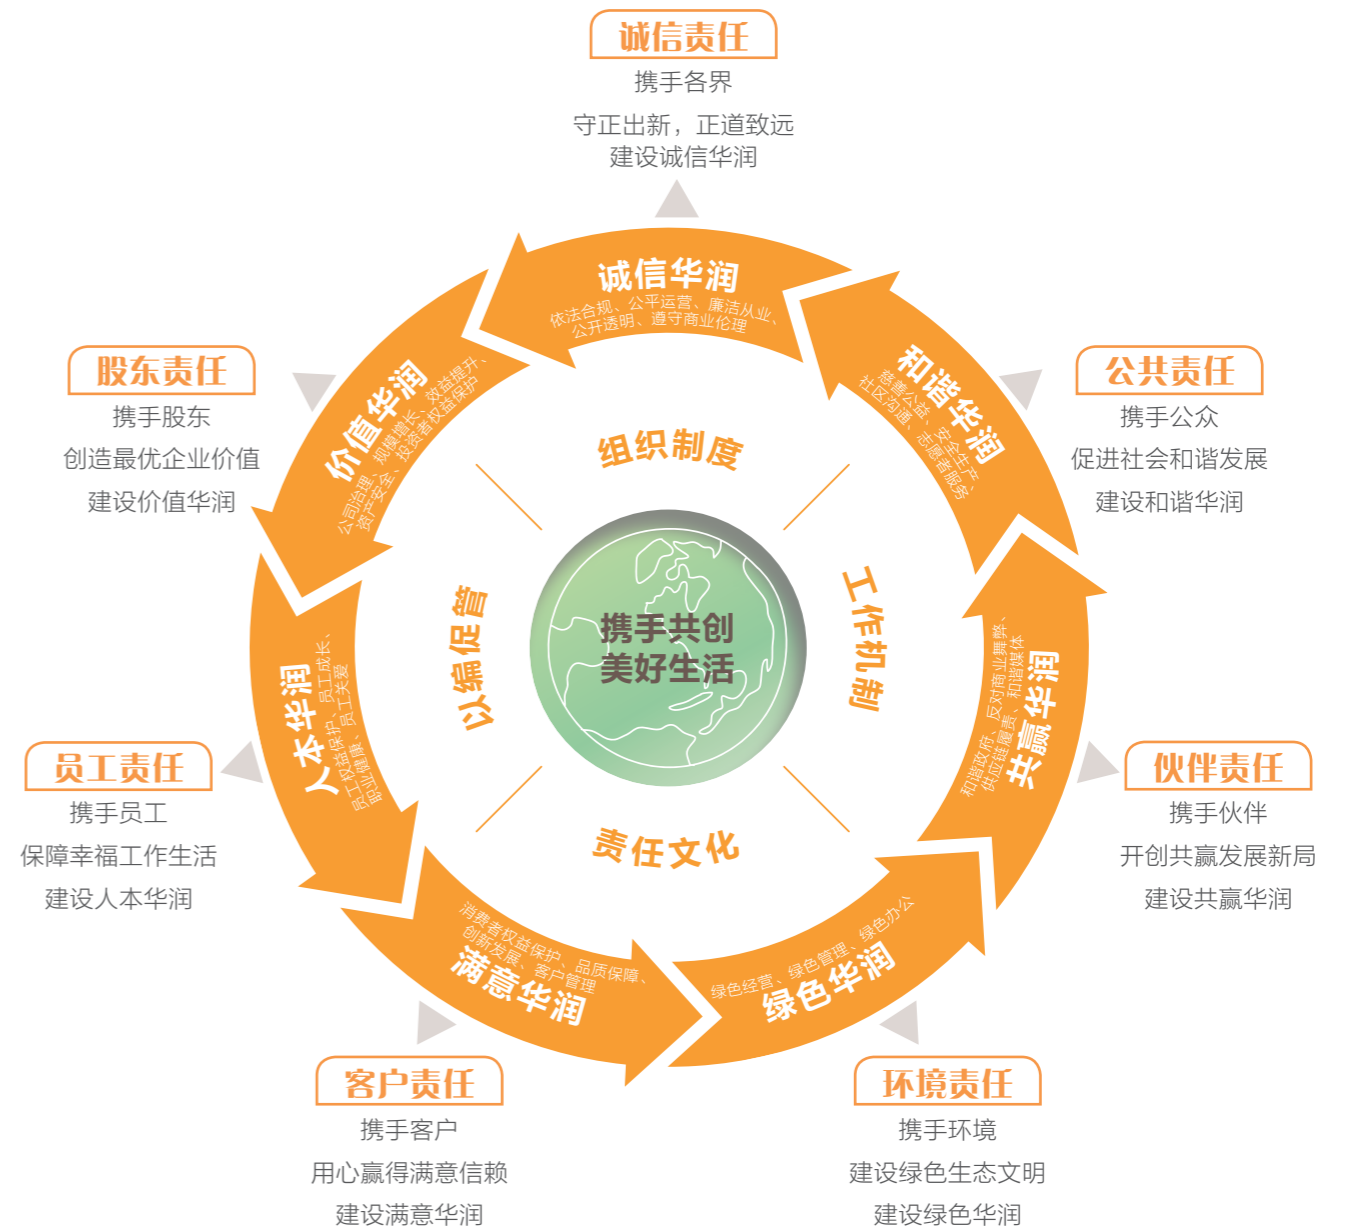 诚信责任
携手各界
守正出新，正道致远
建设诚信华润
诚信华润
依法合规、公平运营、廉洁从业、
公开透明、遵守商业伦理
股东责任
携手股东
创造最优企业价值
建设价值华润
价值华润
公司治理、规模增长、效益提升、
资产安全、投资者权益保护
和谐华润
慈善公益、安全生产、
社区沟通、志愿者服务
公共责任
携手公众
促进社会和谐发展
建设和谐华润
组织制度
以编促管
携手共创
美好生活
工作机制
责任文化
员工责任
携手员工
保障幸福工作生活
建设人本华润
人本华润
员工权益保护、员工成长、
职业健康、员工关爱
共赢华润
和谐政府、反对商业舞弊、
供应链履责、和谐媒体
伙伴责任
携手伙伴
开创共赢发展新局
建设共赢华润
消费者权益保护、品质保障、
创新发展、客户管理
满意华润
绿色经营、绿色管理、绿色办公
绿色华润
客户责任
携手客户
用心赢得满意信赖
建设满意华润
环境责任
携手环境
建设绿色生态文明
建设绿色华润